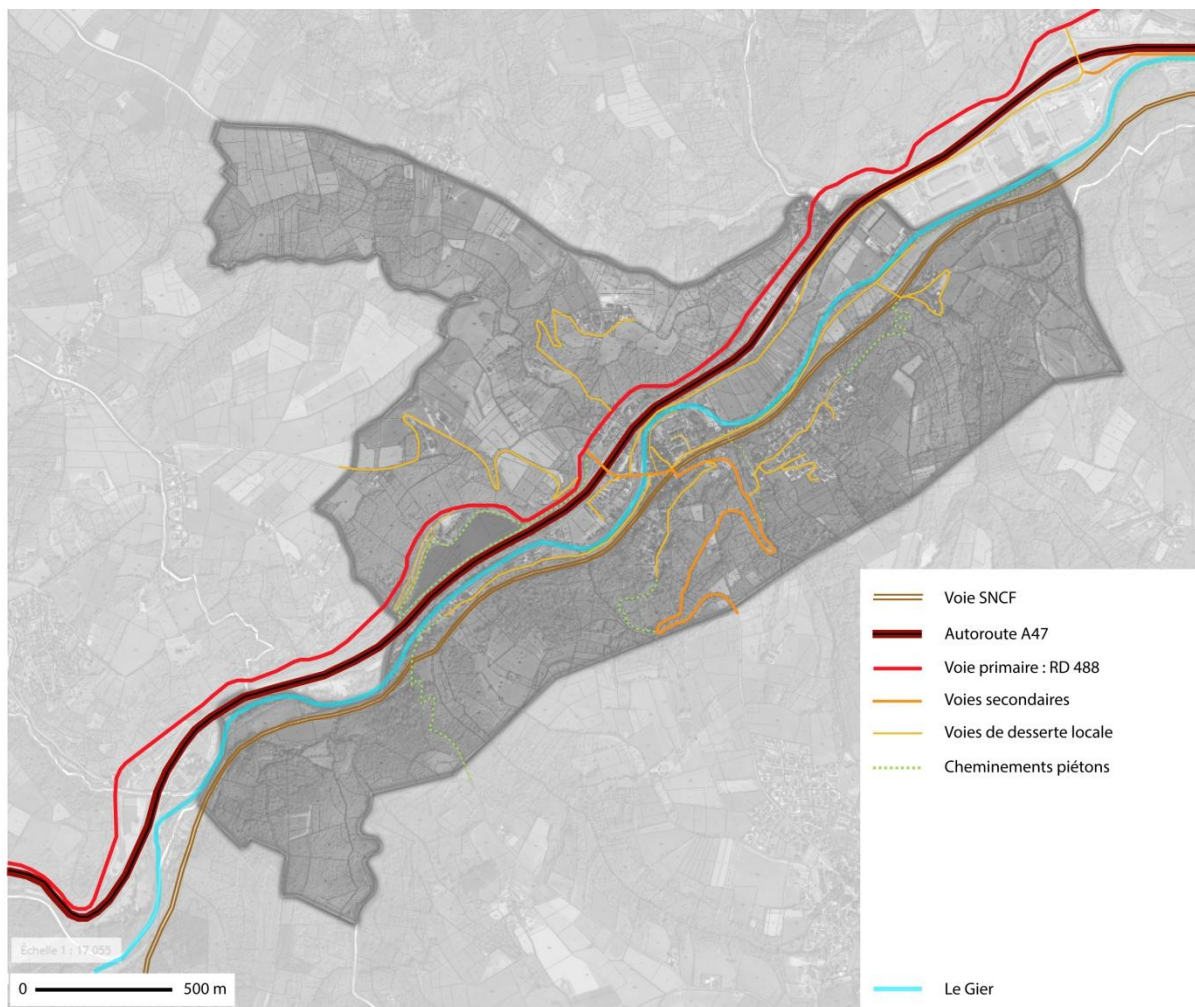 Voie SNCF
Autoroute A47
Voie primaire : RD 488
Voies secondaires
Voies de desserte locale
Cheminements piétons
Échelle 1 : 17 055
0 500 m
Le Gier